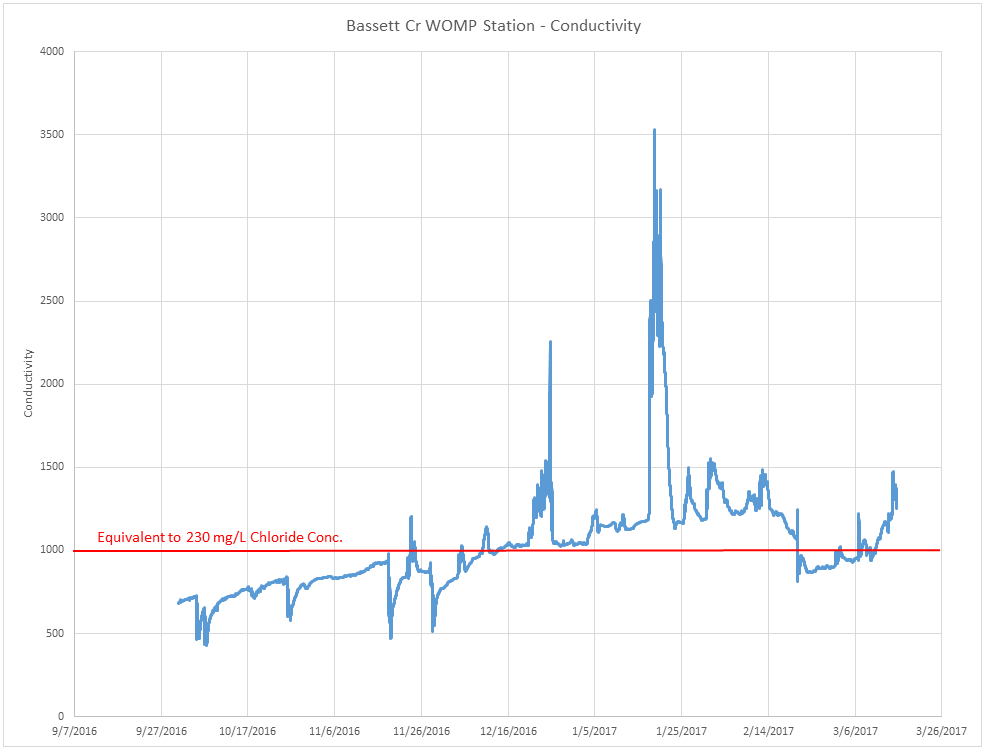 Bassett Cr WOMP Station - Conductivity
4000
3500
3000
2500
2000
1500
1000
500
0
Conductivity
Equivalent to 230 mg/L Chloride Conc.
9/7/2016 9/27/2016 10/17/2016 11/6/2016 11/26/2016 12/16/2016 1/5/2017 1/25/2017 2/14/2017 3/6/2017 3/26/2017